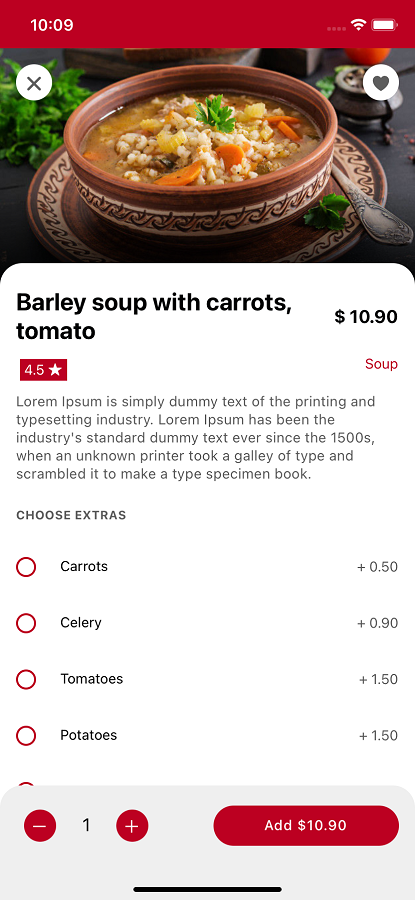 10:09
Barley soup with carrots,
tomato
$ 10.90
4.5
Soup
Lorem Ipsum is simply dummy text of the printing and
typesetting industry. Lorem Ipsum has been the
industry's standard dummy text ever since the 1500s,
when an unknown printer took a galley of type and
scrambled it to make a type specimen book.
CHOOSE EXTRAS
Carrots + 0.50
Celery + 0.90
Tomatoes + 1.50
Potatoes + 1.50
1
Add $10.90